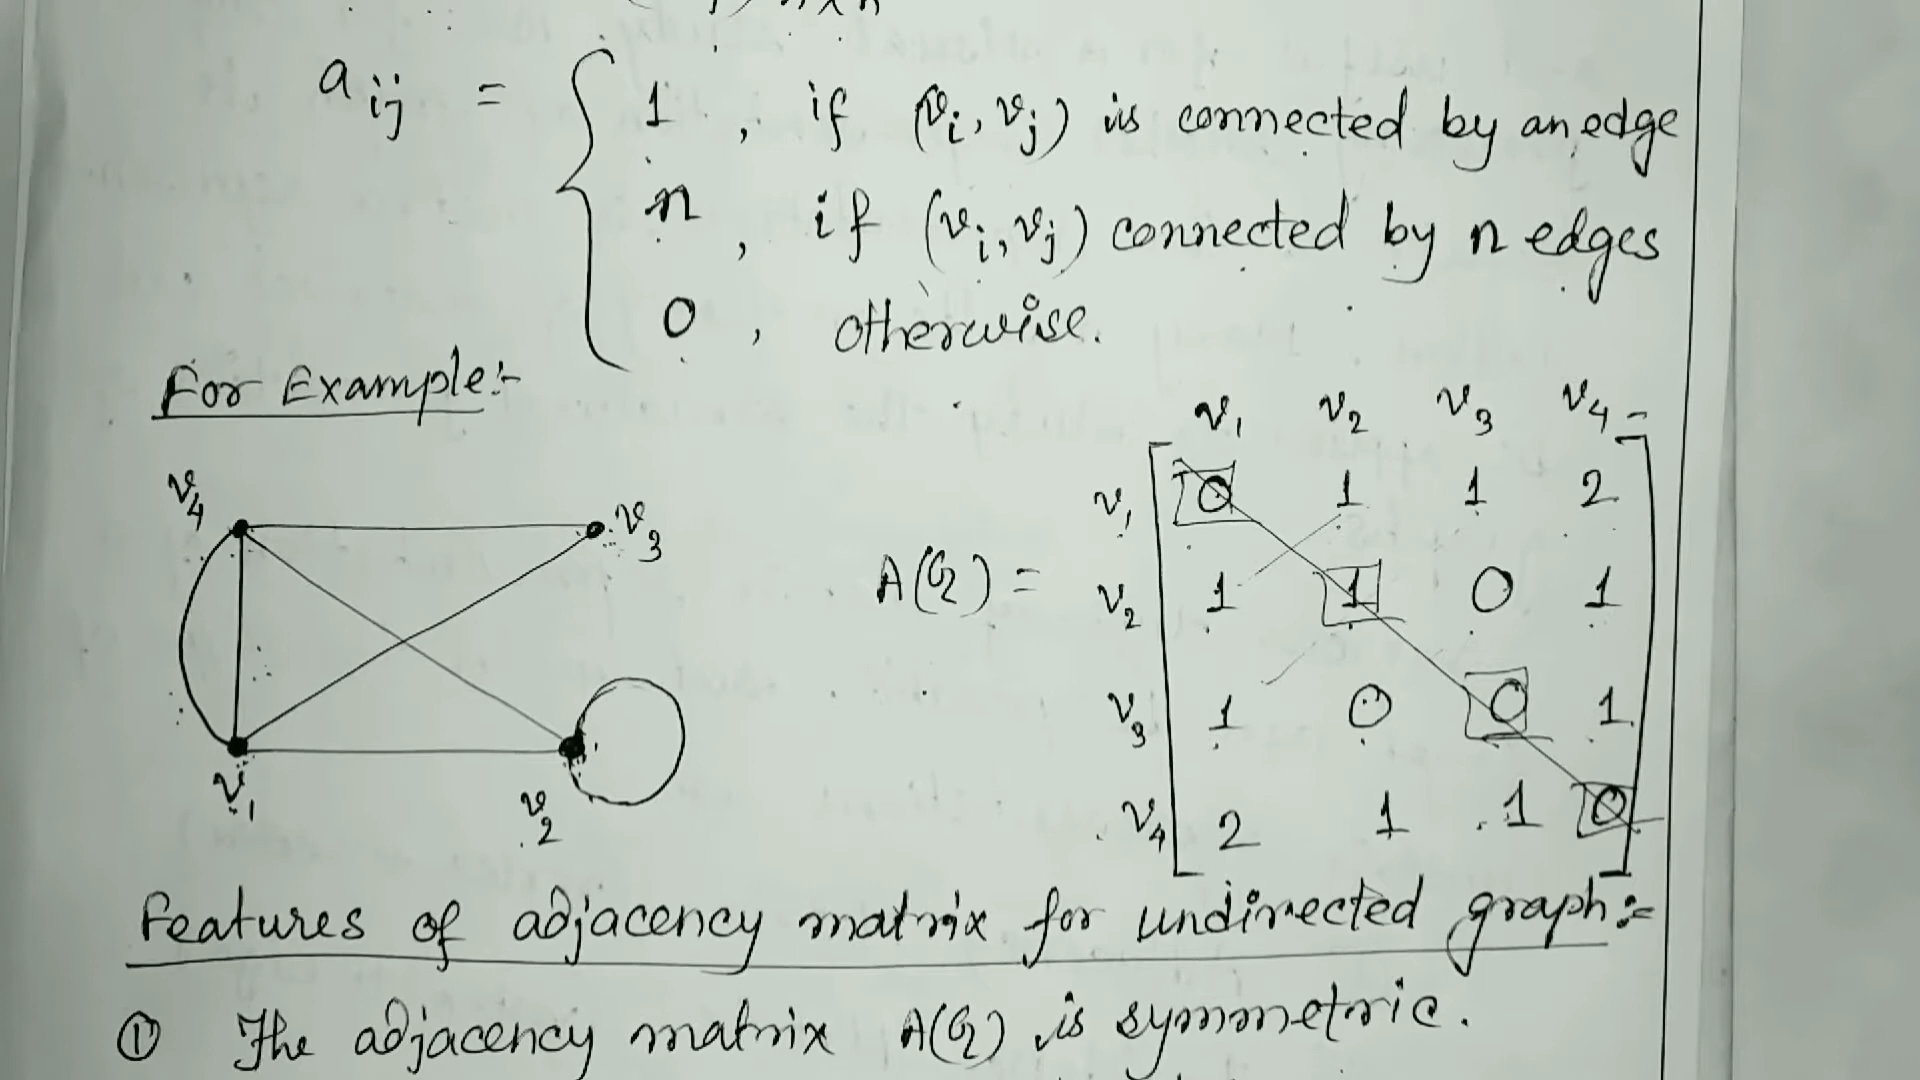 a ij = { 1 , if (vi, vj) is connected by an edge
n , if (vi, vj) connected by n edges
0 , otherwise.
For Example:-
v1 v2 v3 v4
v4 v3
v1 0 1 1 2
A(G) = v2 1 1 0 1
v3 1 0 0 1
v1 v2
v4 2 1 1 0
Features of adjacency matrix for undirected graph:-
① The adjacency matrix A(G) is symmetric.